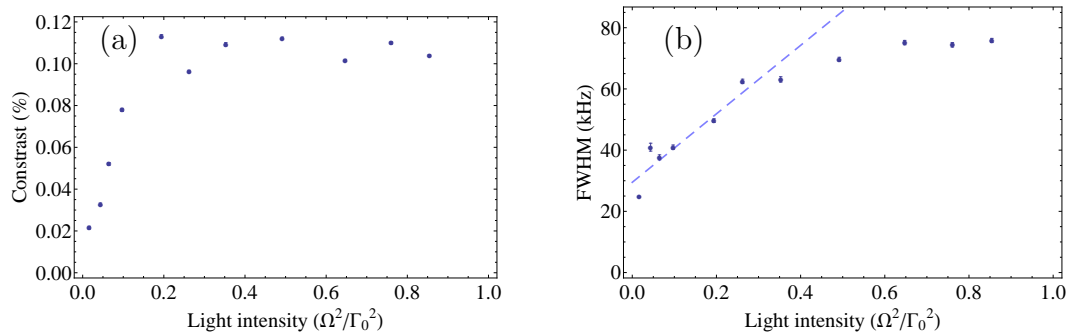 (a)
Constrast (%)
0.12
0.10
0.08
0.06
0.04
0.02
0.00
0.0 0.2 0.4 0.6 0.8 1.0
Light intensity (Ω²/Γ₀²)
(b)
FWHM (kHz)
80
60
40
20
0
0.0 0.2 0.4 0.6 0.8 1.0
Light intensity (Ω²/Γ₀²)